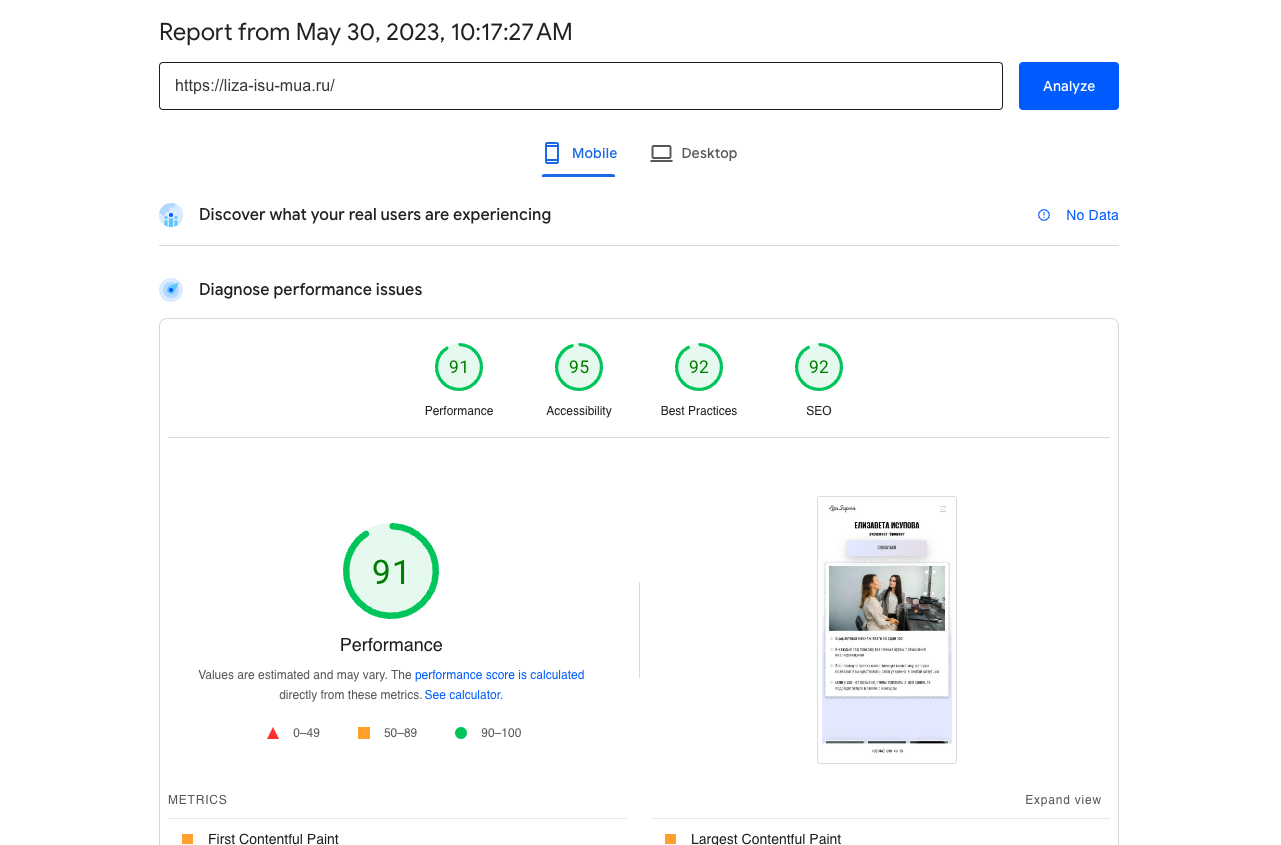 Report from May 30, 2023, 10:17:27 AM
https://liza-isu-mua.ru/
Analyze
Mobile
Desktop
Discover what your real users are experiencing
No Data
Diagnose performance issues
91
95
92
92
Performance
Accessibility
Best Practices
SEO
91
Performance
Values are estimated and may vary. The performance score is calculated
directly from these metrics. See calculator.
0–49
50–89
90–100
ЕЛИЗАВЕТА ИСУПОВА
METRICS
Expand view
First Contentful Paint
Largest Contentful Paint